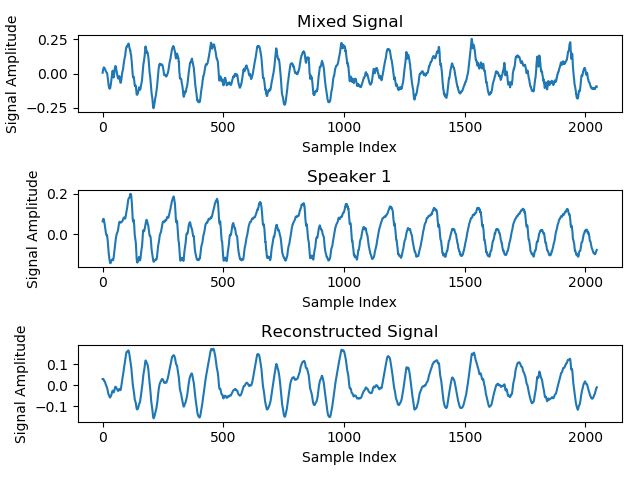 Mixed Signal
Signal Amplitude
0.25
0.00
−0.25
0 500 1000 1500 2000
Sample Index
Speaker 1
Signal Amplitude
0.2
0.0
0 500 1000 1500 2000
Sample Index
Reconstructed Signal
Signal Amplitude
0.1
0.0
−0.1
0 500 1000 1500 2000
Sample Index